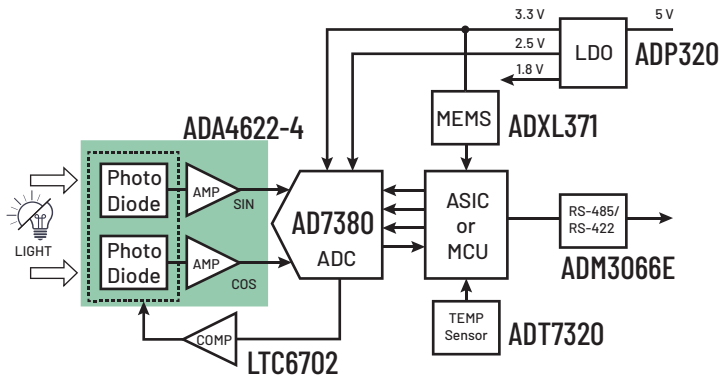 3.3 V
5 V
2.5 V
1.8 V
LDO
ADP320
MEMS
ADXL371
ADA4622-4
Photo
Diode
AMP
SIN
Photo
Diode
AMP
COS
LIGHT
AD7380
ADC
ASIC
or
MCU
RS-485/
RS-422
ADM3066E
TEMP
Sensor
ADT7320
COMP
LTC6702